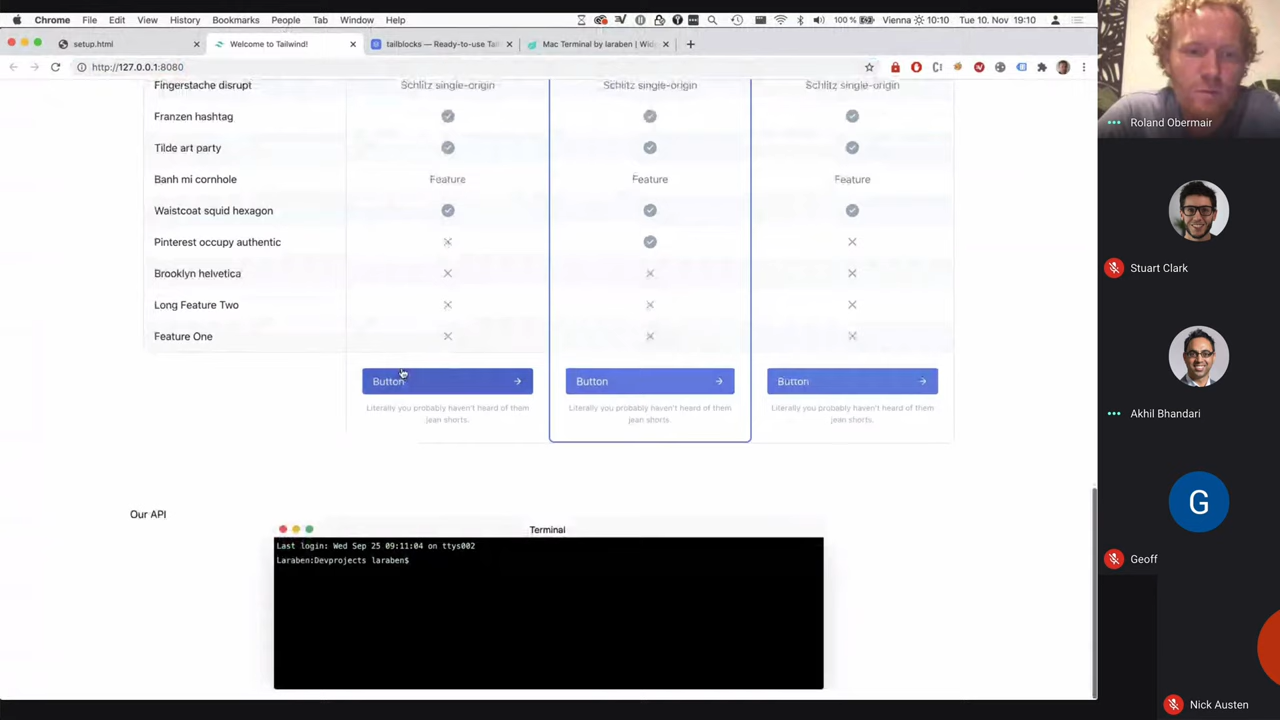 Chrome File Edit View History Bookmarks People Tab Window Help 100 % Vienna 10:10 Tue 10. Nov 19:10
setup.html Welcome to Tailwind! tailblocks — Ready-to-use Tail Mac Terminal by laraben | Wid
http://127.0.0.1:8080
Fingerstache disrupt Schlitz single-origin Schlitz single-origin Schlitz single-origin
Franzen hashtag
Tilde art party
Banh mi cornhole Feature Feature Feature
Waistcoat squid hexagon
Pinterest occupy authentic
Brooklyn helvetica
Long Feature Two
Feature One
Button Button Button
Literally you probably haven't heard of them Literally you probably haven't heard of them Literally you probably haven't heard of them
jean shorts. jean shorts. jean shorts.
Our API
Terminal
Last login: Wed Sep 25 09:11:04 on ttys002
Laraben:Devprojects laraben$
Roland Obermair
Stuart Clark
Akhil Bhandari
G
Geoff
Nick Austen